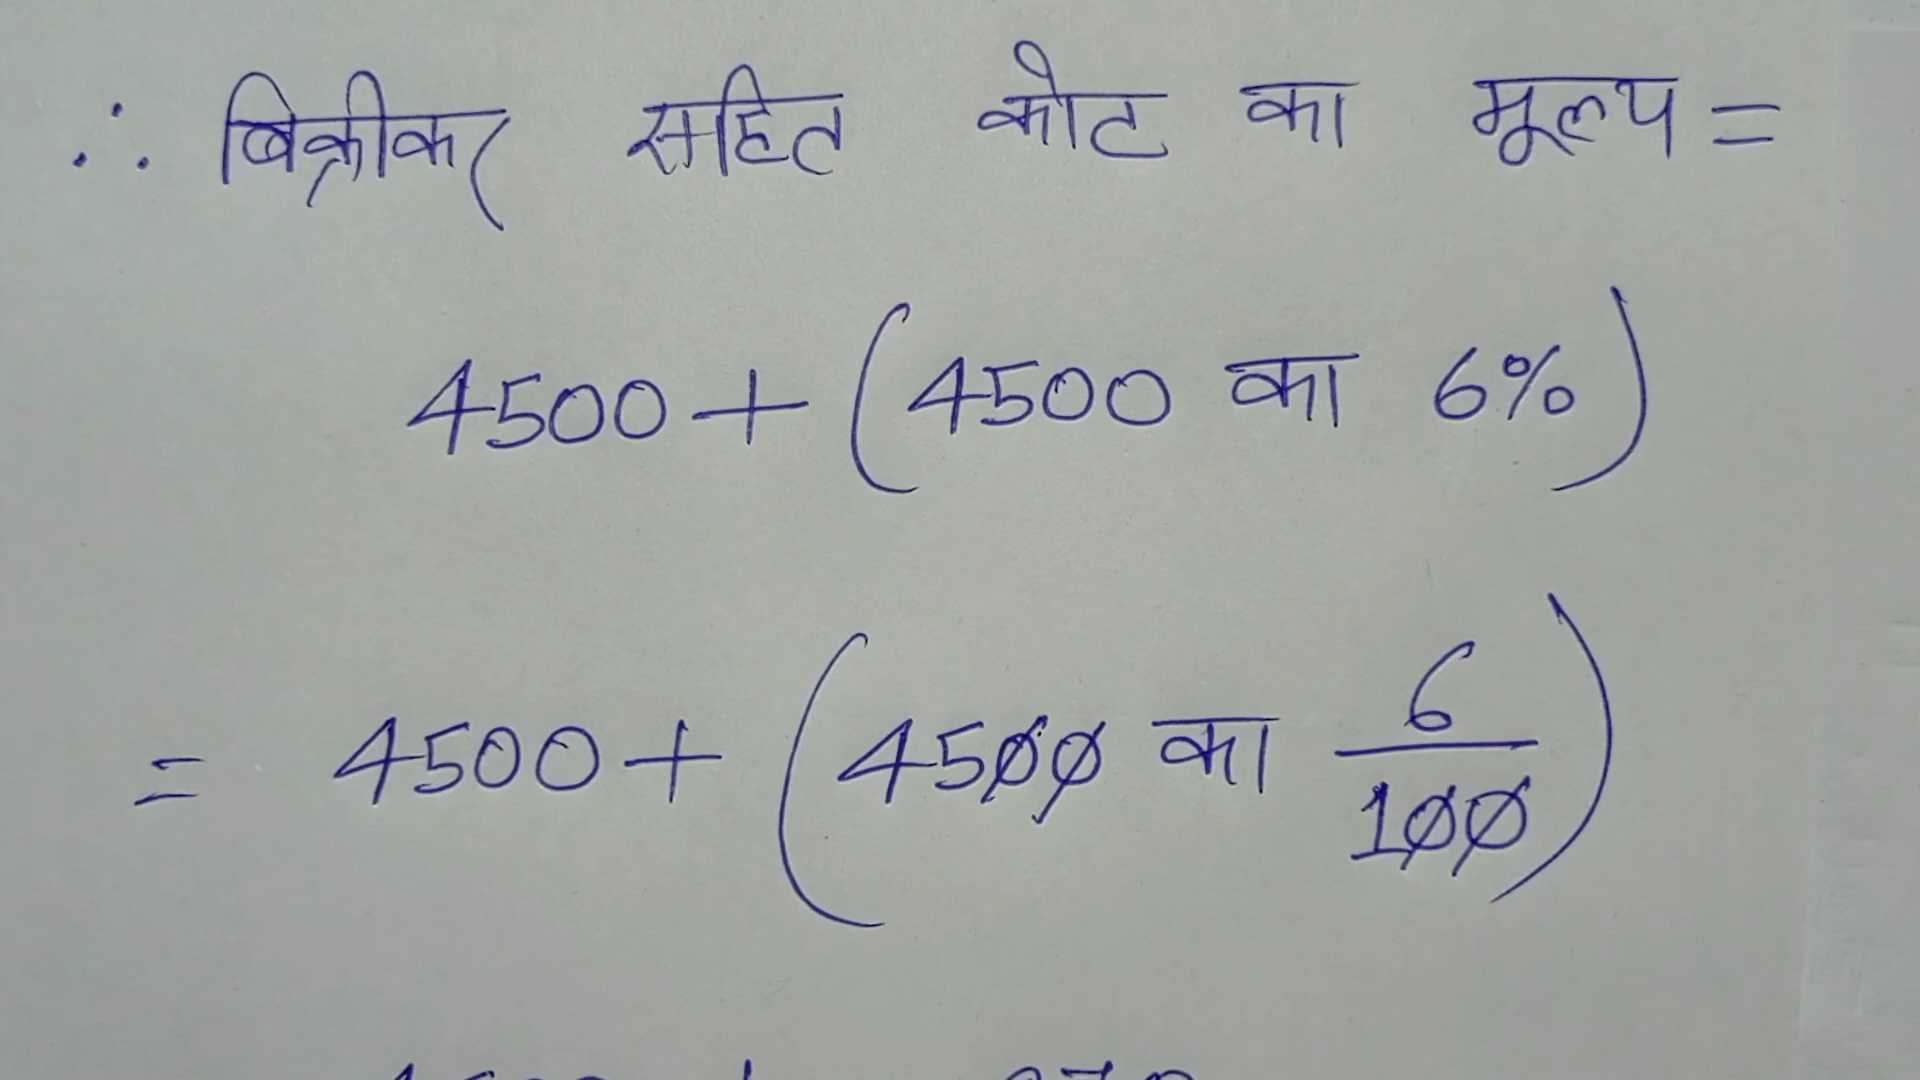 ∴ बिक्रीकर सहित कोट का मूल्य =
4500 + (4500 का 6%)
= 4500 + (4500 का 6/100)